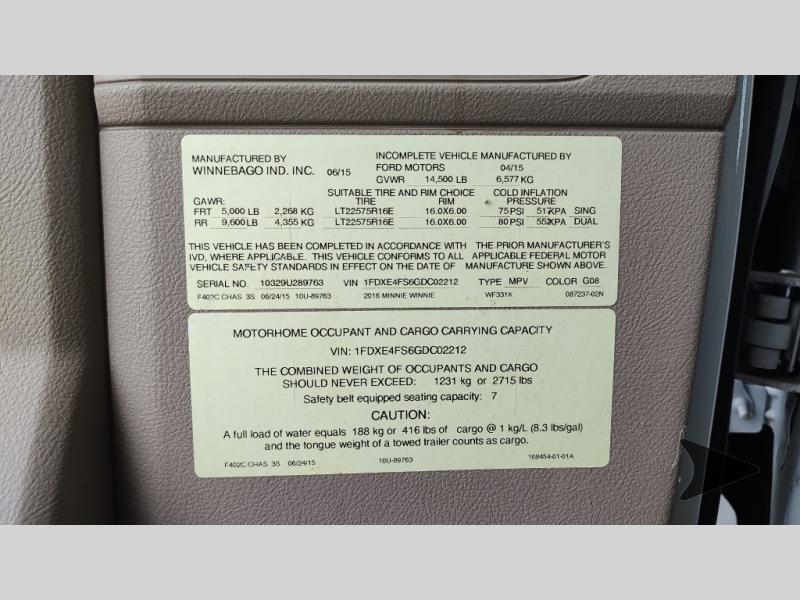 MANUFACTURED BY
WINNEBAGO IND. INC. 06/15
INCOMPLETE VEHICLE MANUFACTURED BY
FORD MOTORS 04/15
GVWR 14,500 LB 6,577 KG
SUITABLE TIRE AND RIM CHOICE COLD INFLATION
GAWR: TIRE RIM PRESSURE
FRT 5,000 LB 2,268 KG LT22575R16E 16.0X6.00 75 PSI 517 KPA SING
RR 9,600 LB 4,355 KG LT22575R16E 16.0X6.00 80 PSI 552 KPA DUAL
THIS VEHICLE HAS BEEN COMPLETED IN ACCORDANCE WITH THE PRIOR MANUFACTURER'S
IVD, WHERE APPLICABLE. THIS VEHICLE CONFORMS TO ALL APPLICABLE FEDERAL MOTOR
VEHICLE SAFETY STANDARDS IN EFFECT ON THE DATE OF MANUFACTURE SHOWN ABOVE.
SERIAL NO. 10329U289763 VIN 1FDXE4FS6GDC02212 TYPE MPV COLOR G08
F402C CHAS 3S 06/24/15 10U-89763 2016 MINNIE WINNIE WF331K 087237-02N
MOTORHOME OCCUPANT AND CARGO CARRYING CAPACITY
VIN: 1FDXE4FS6GDC02212
THE COMBINED WEIGHT OF OCCUPANTS AND CARGO
SHOULD NEVER EXCEED: 1231 kg or 2715 lbs
Safety belt equipped seating capacity: 7
CAUTION:
A full load of water equals 188 kg or 416 lbs of cargo @ 1 kg/L (8.3 lbs/gal)
and the tongue weight of a towed trailer counts as cargo.
F402C CHAS 3S 06/24/15 10U-89763 168454-01-01A